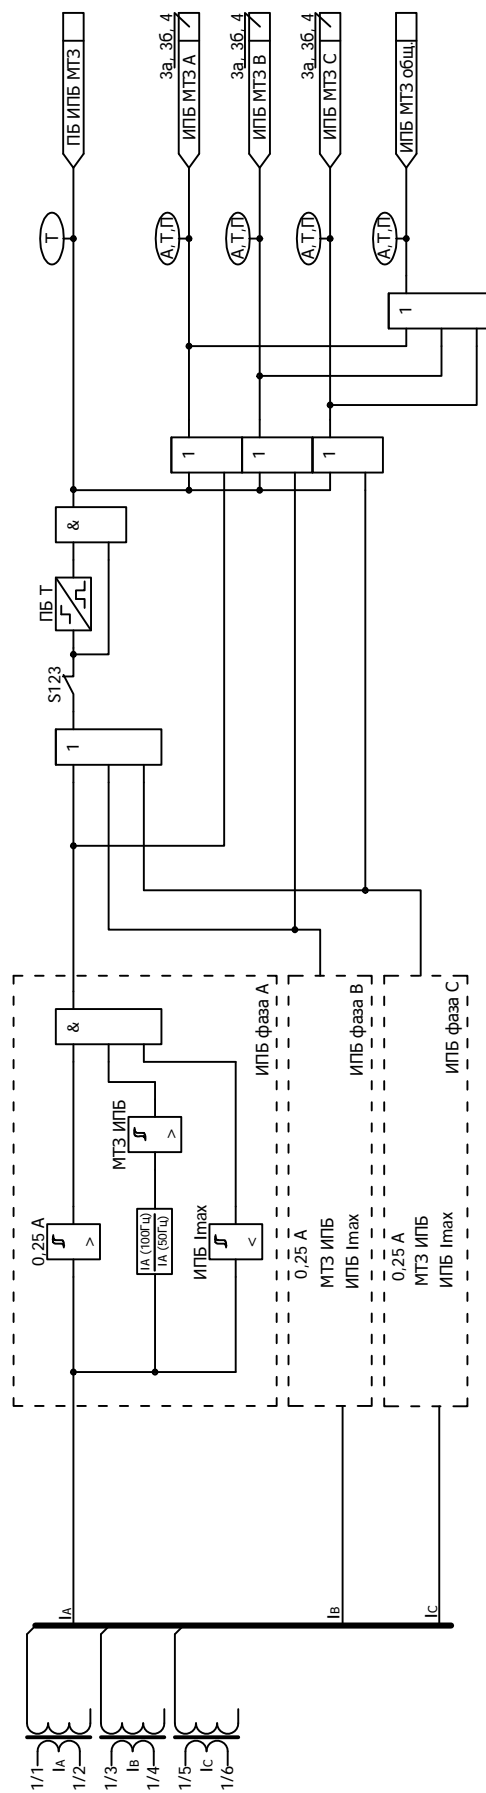 1/1
IA
1/2
1/3
IB
1/4
1/5
IC
1/6
IA
IB
IC
0,25 А
>
IA (100Гц)
IA (50Гц)
МТЗ ИПБ
>
ИПБ Imax
<
&
ИПБ фаза А
0,25 А
МТЗ ИПБ
ИПБ Imax
ИПБ фаза В
0,25 А
МТЗ ИПБ
ИПБ Imax
ИПБ фаза С
1
S123
ПБ Т
&
1
1
1
1
Т
А,Т,П
А,Т,П
А,Т,П
А,Т,П
ПБ ИПБ МТЗ
3а, 3б, 4
ИПБ МТЗ А
3а, 3б, 4
ИПБ МТЗ В
3а, 3б, 4
ИПБ МТЗ С
ИПБ МТЗ общ.